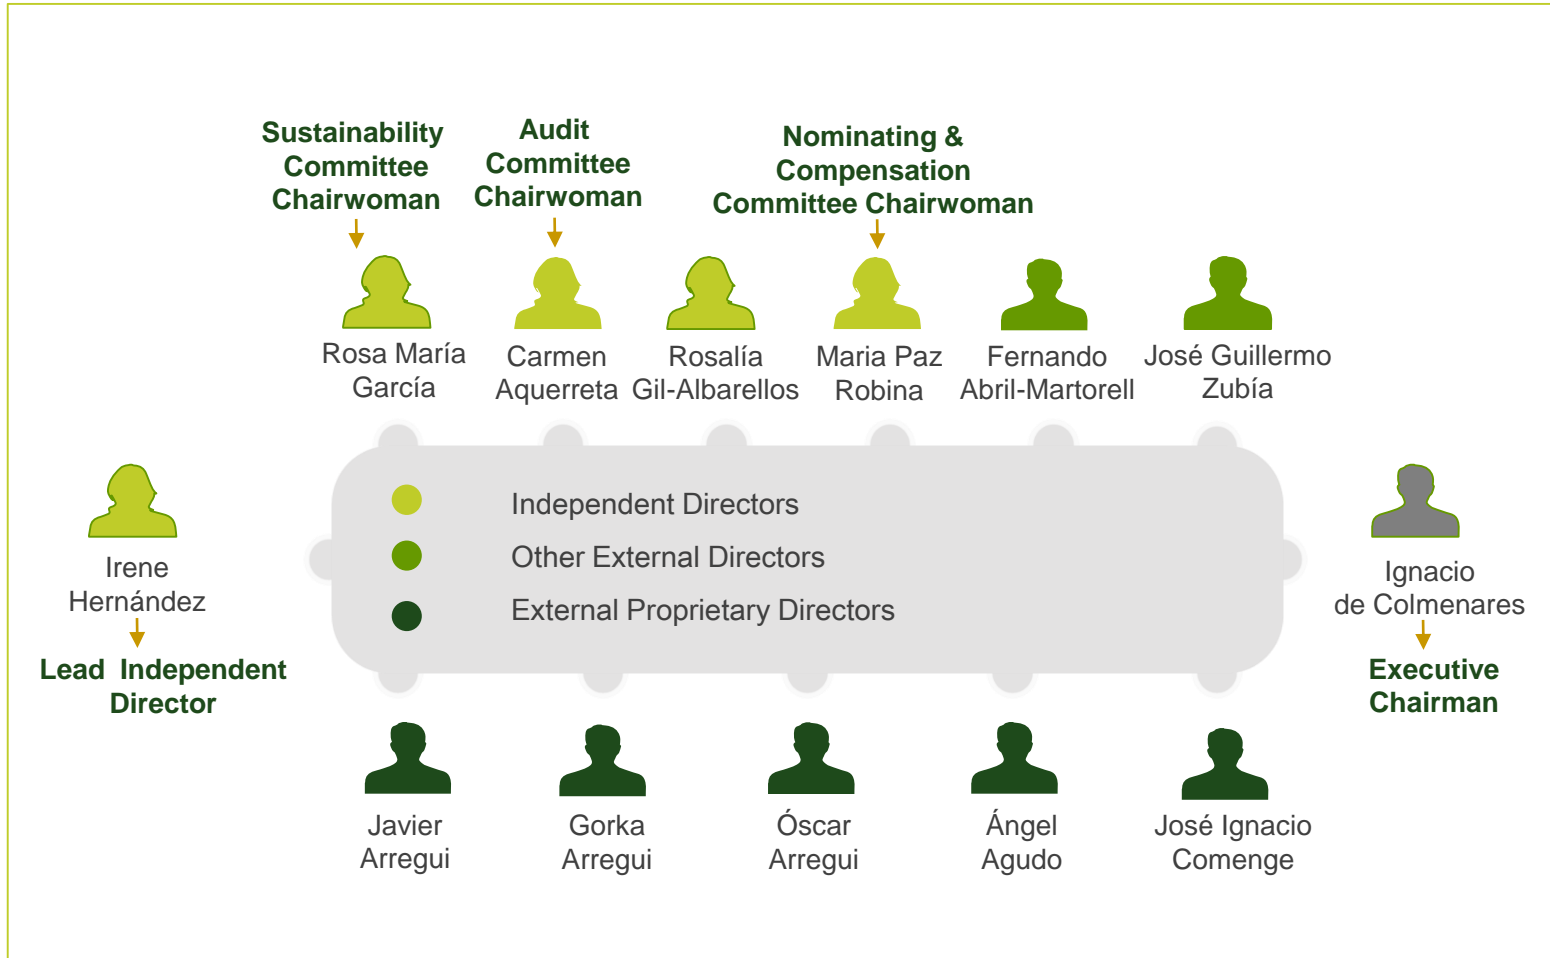 Sustainability
Committee
Chairwoman
Audit
Committee
Chairwoman
Nominating &
Compensation
Committee Chairwoman
Rosa María
García
Carmen
Aquerreta
Rosalía
Gil-Albarellos
Maria Paz
Robina
Fernando
Abril-Martorell
José Guillermo
Zubía
Irene
Hernández
Lead Independent
Director
Independent Directors
Other External Directors
External Proprietary Directors
Ignacio
de Colmenares
Executive
Chairman
Javier
Arregui
Gorka
Arregui
Óscar
Arregui
Ángel
Agudo
José Ignacio
Comenge